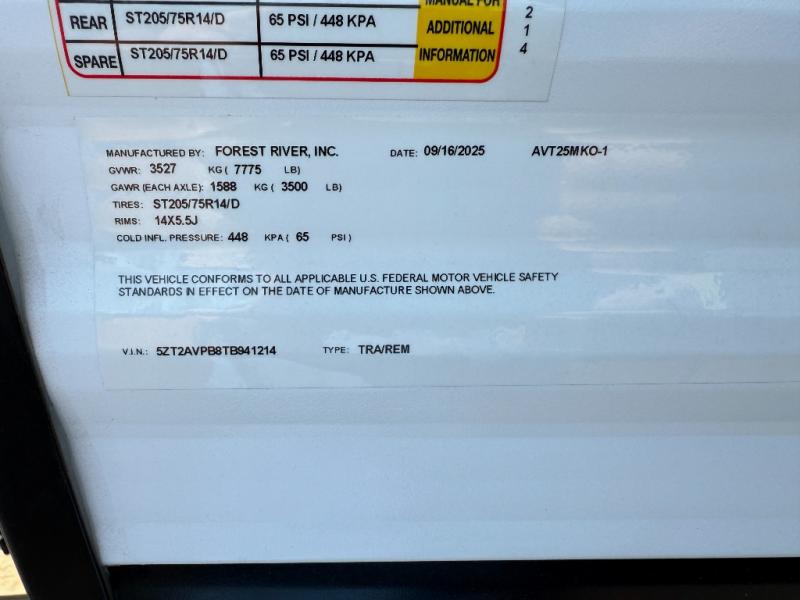 MANUAL FOR
REAR ST205/75R14/D 65 PSI / 448 KPA ADDITIONAL
SPARE ST205/75R14/D 65 PSI / 448 KPA INFORMATION
2
1
4
MANUFACTURED BY: FOREST RIVER, INC. DATE: 09/16/2025 AVT25MKO-1
GVWR: 3527 KG ( 7775 LB)
GAWR (EACH AXLE): 1588 KG ( 3500 LB)
TIRES: ST205/75R14/D
RIMS: 14X5.5J
COLD INFL. PRESSURE: 448 KPA ( 65 PSI )
THIS VEHICLE CONFORMS TO ALL APPLICABLE U.S. FEDERAL MOTOR VEHICLE SAFETY
STANDARDS IN EFFECT ON THE DATE OF MANUFACTURE SHOWN ABOVE.
V.I.N.: 5ZT2AVPB8TB941214 TYPE: TRA/REM